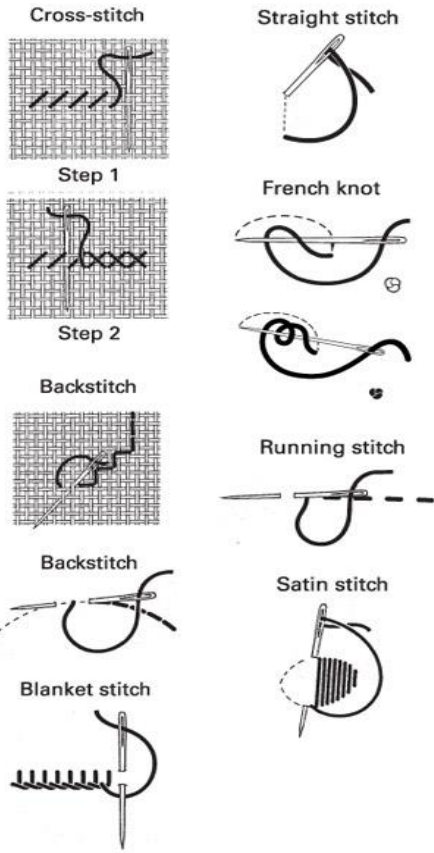 Cross-stitch
Step 1
Step 2
Backstitch
Backstitch
Blanket stitch
Straight stitch
French knot
Running stitch
Satin stitch